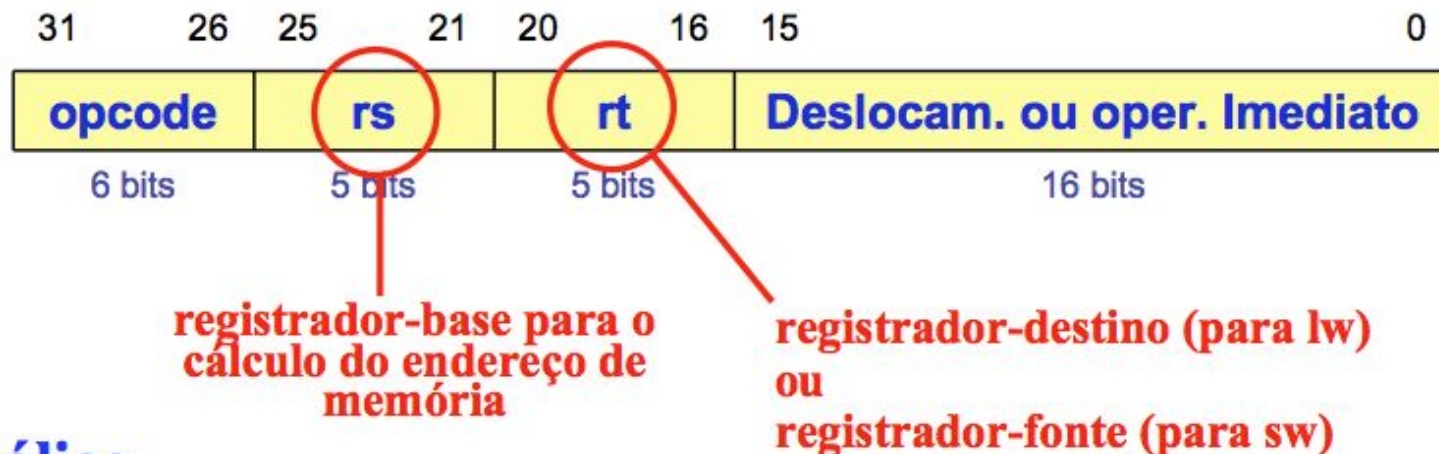 31 26 25 21 20 16 15 0
opcode rs rt Deslocam. ou oper. Imediato
6 bits 5 bits 5 bits 16 bits
registrador-base para o
cálculo do endereço de
memória
registrador-destino (para lw)
ou
registrador-fonte (para sw)